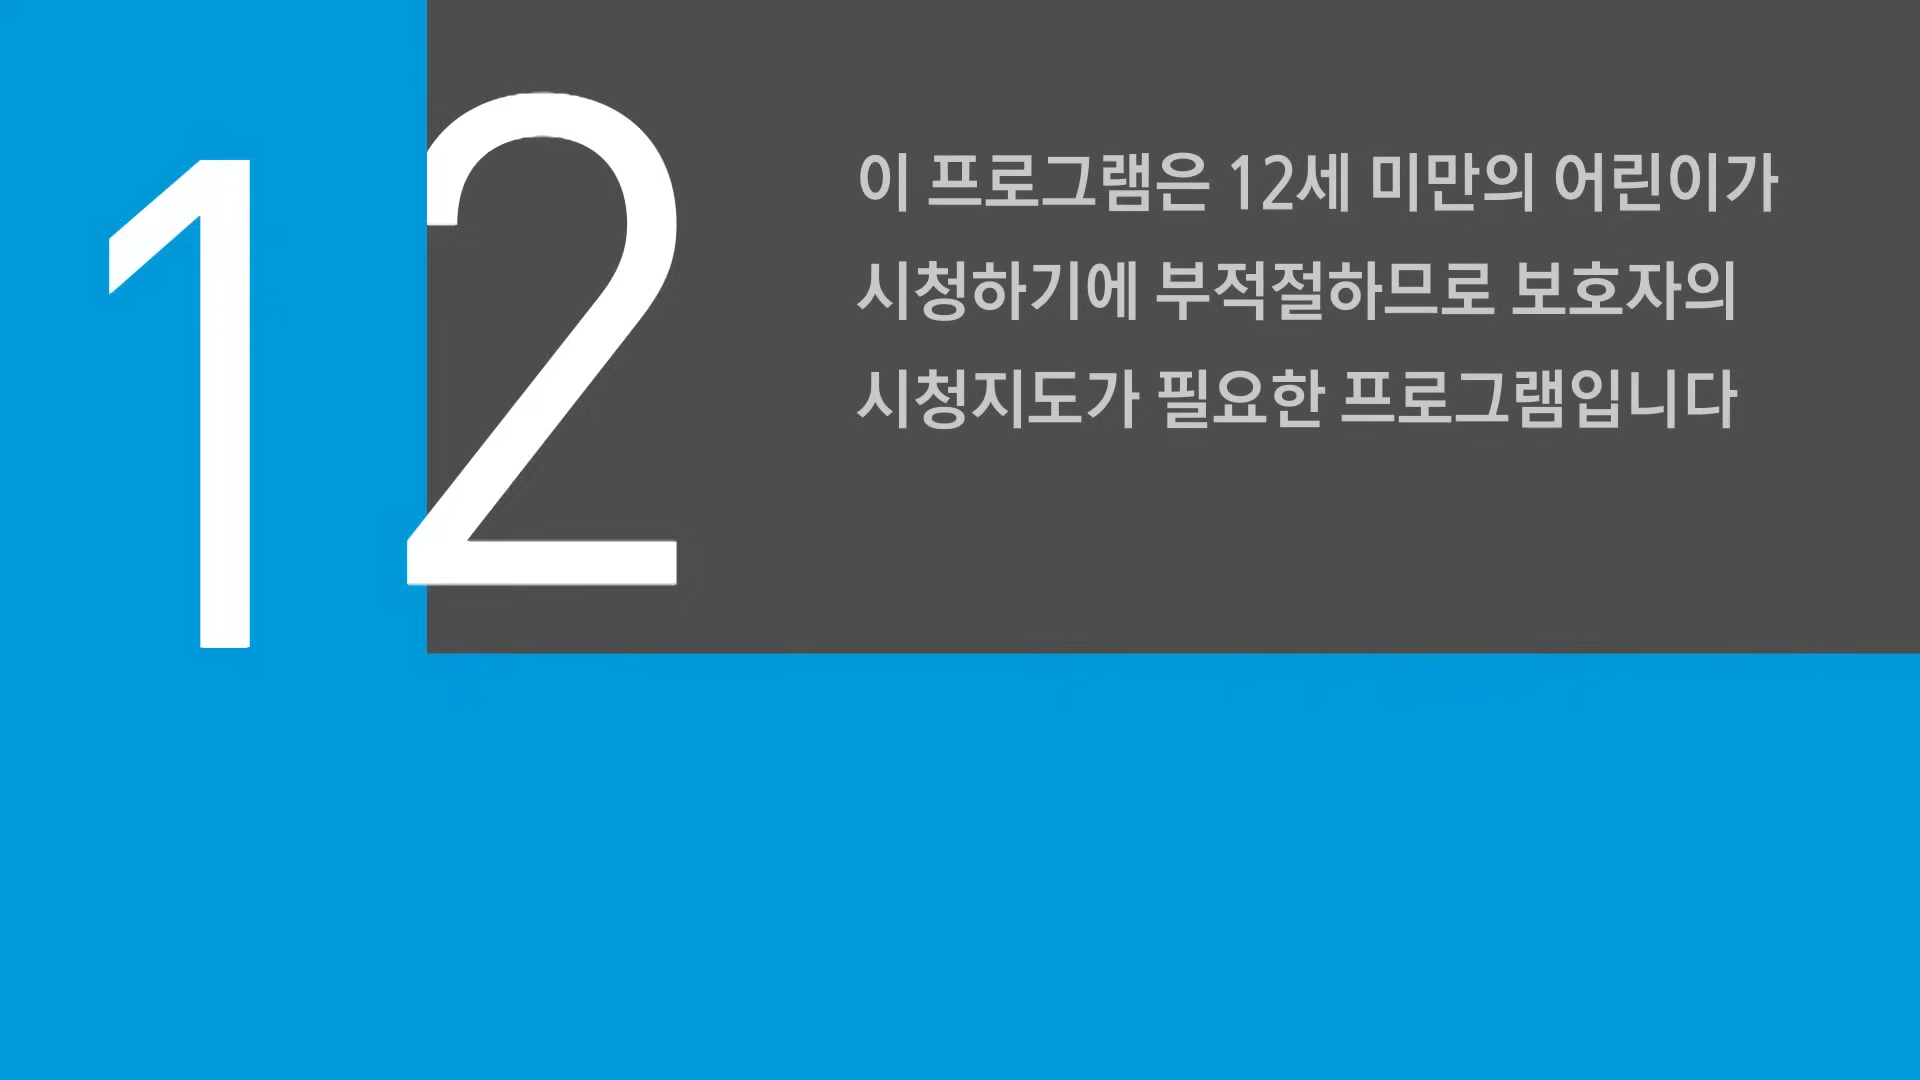 12
이 프로그램은 12세 미만의 어린이가
시청하기에 부적절하므로 보호자의
시청지도가 필요한 프로그램입니다